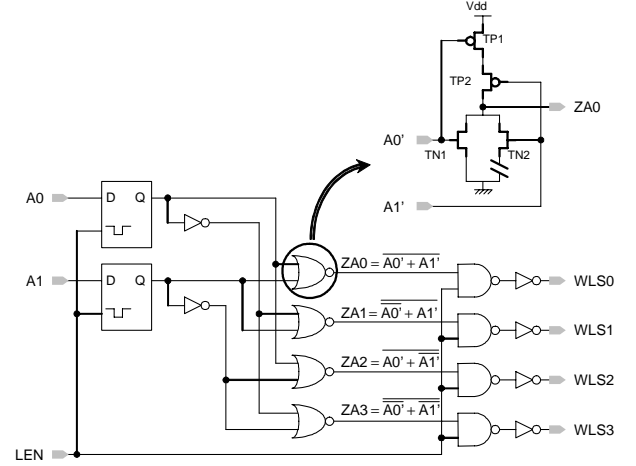 Vdd
TP1
TP2
ZA0
A0'
TN1
TN2
A1'
A0
D Q
ZA0 = A0' + A1'
WLS0
A1
D Q
ZA1 = A0' + A1'
WLS1
ZA2 = A0' + A1'
WLS2
ZA3 = A0' + A1'
WLS3
LEN